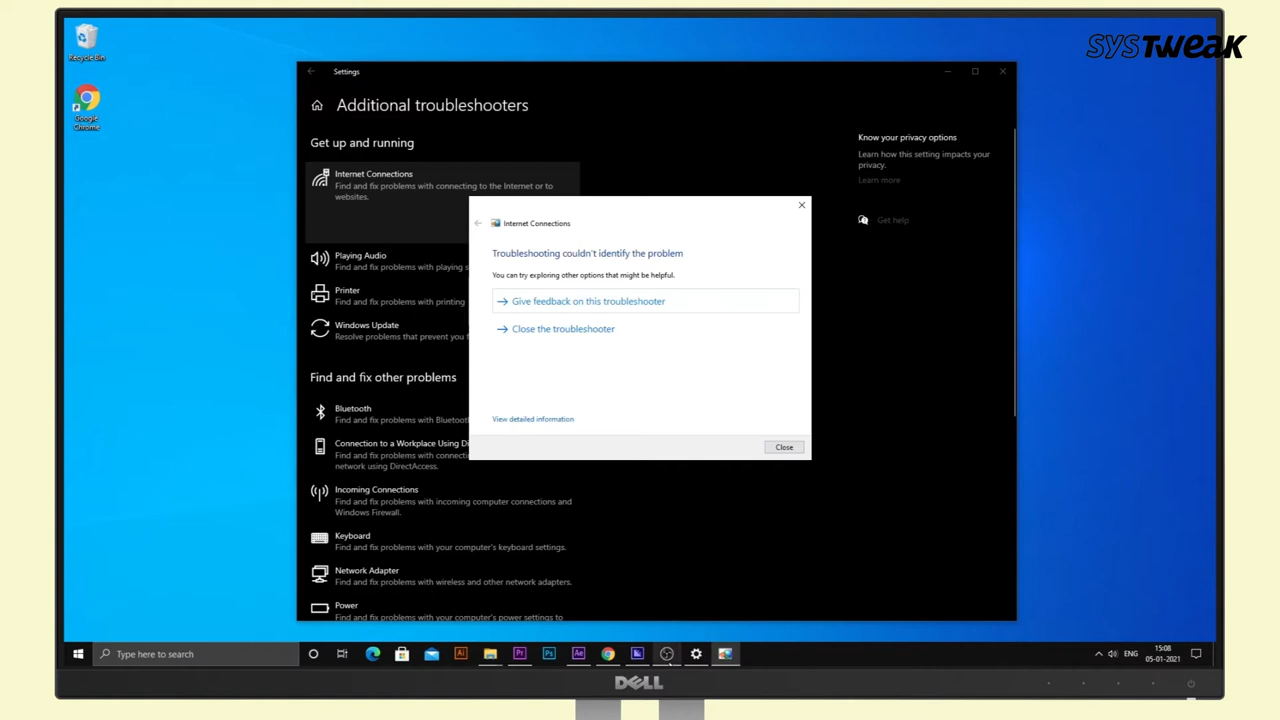 Recycle Bin
Google
Chrome
SYSTWEAK
Settings
Additional troubleshooters
Get up and running
Internet Connections
Find and fix problems with connecting to the Internet or to
websites.
Playing Audio
Find and fix problems with playing s
Printer
Find and fix problems with printing
Windows Update
Resolve problems that prevent you f
Find and fix other problems
Bluetooth
Find and fix problems with Bluetoot
Connection to a Workplace Using Di
Find and fix problems with connecti
network using DirectAccess.
Incoming Connections
Find and fix problems with incoming computer connections and
Windows Firewall.
Keyboard
Find and fix problems with your computer's keyboard settings.
Network Adapter
Find and fix problems with wireless and other network adapters.
Power
Find and fix problems with your computer's power settings to
Know your privacy options
Learn how this setting impacts your
privacy.
Learn more
Get help
Internet Connections
Troubleshooting couldn't identify the problem
You can try exploring other options that might be helpful.
Give feedback on this troubleshooter
Close the troubleshooter
View detailed information
Close
Type here to search
Ai
Pr
Ps
Ae
ENG
15:08
05-01-2021
DELL